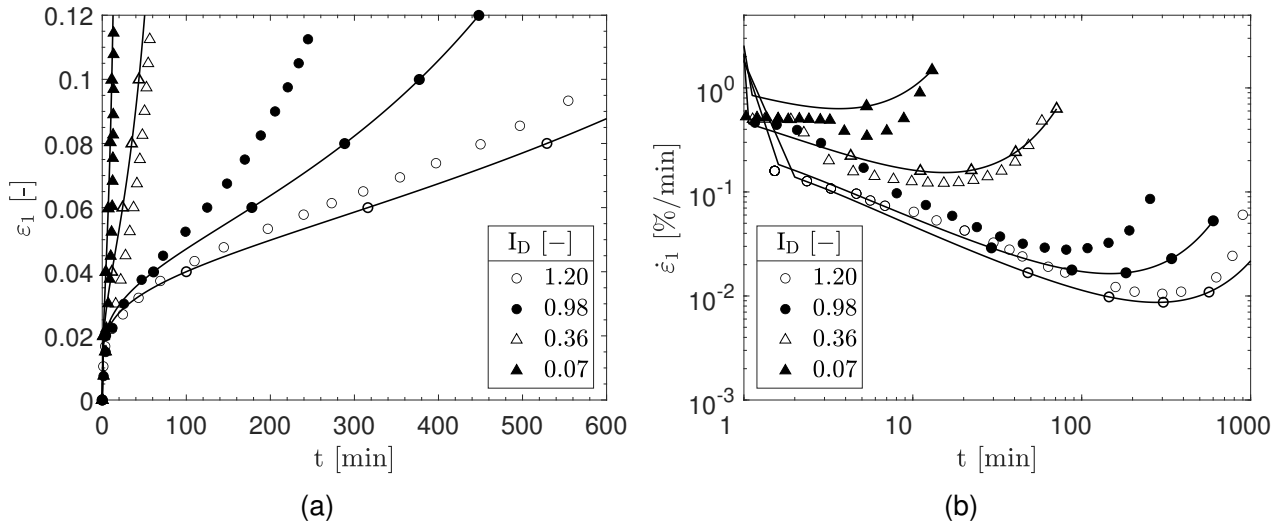 0.12
0.1
0.08
0.06
0.04
0.02
0
ε₁ [-]
0 100 200 300 400 500 600
t [min]
I_D [−]
1.20
0.98
0.36
0.07
(a)
10⁰
10⁻¹
10⁻²
10⁻³
ε̇₁ [%/min]
1 10 100 1000
t [min]
I_D [−]
1.20
0.98
0.36
0.07
(b)